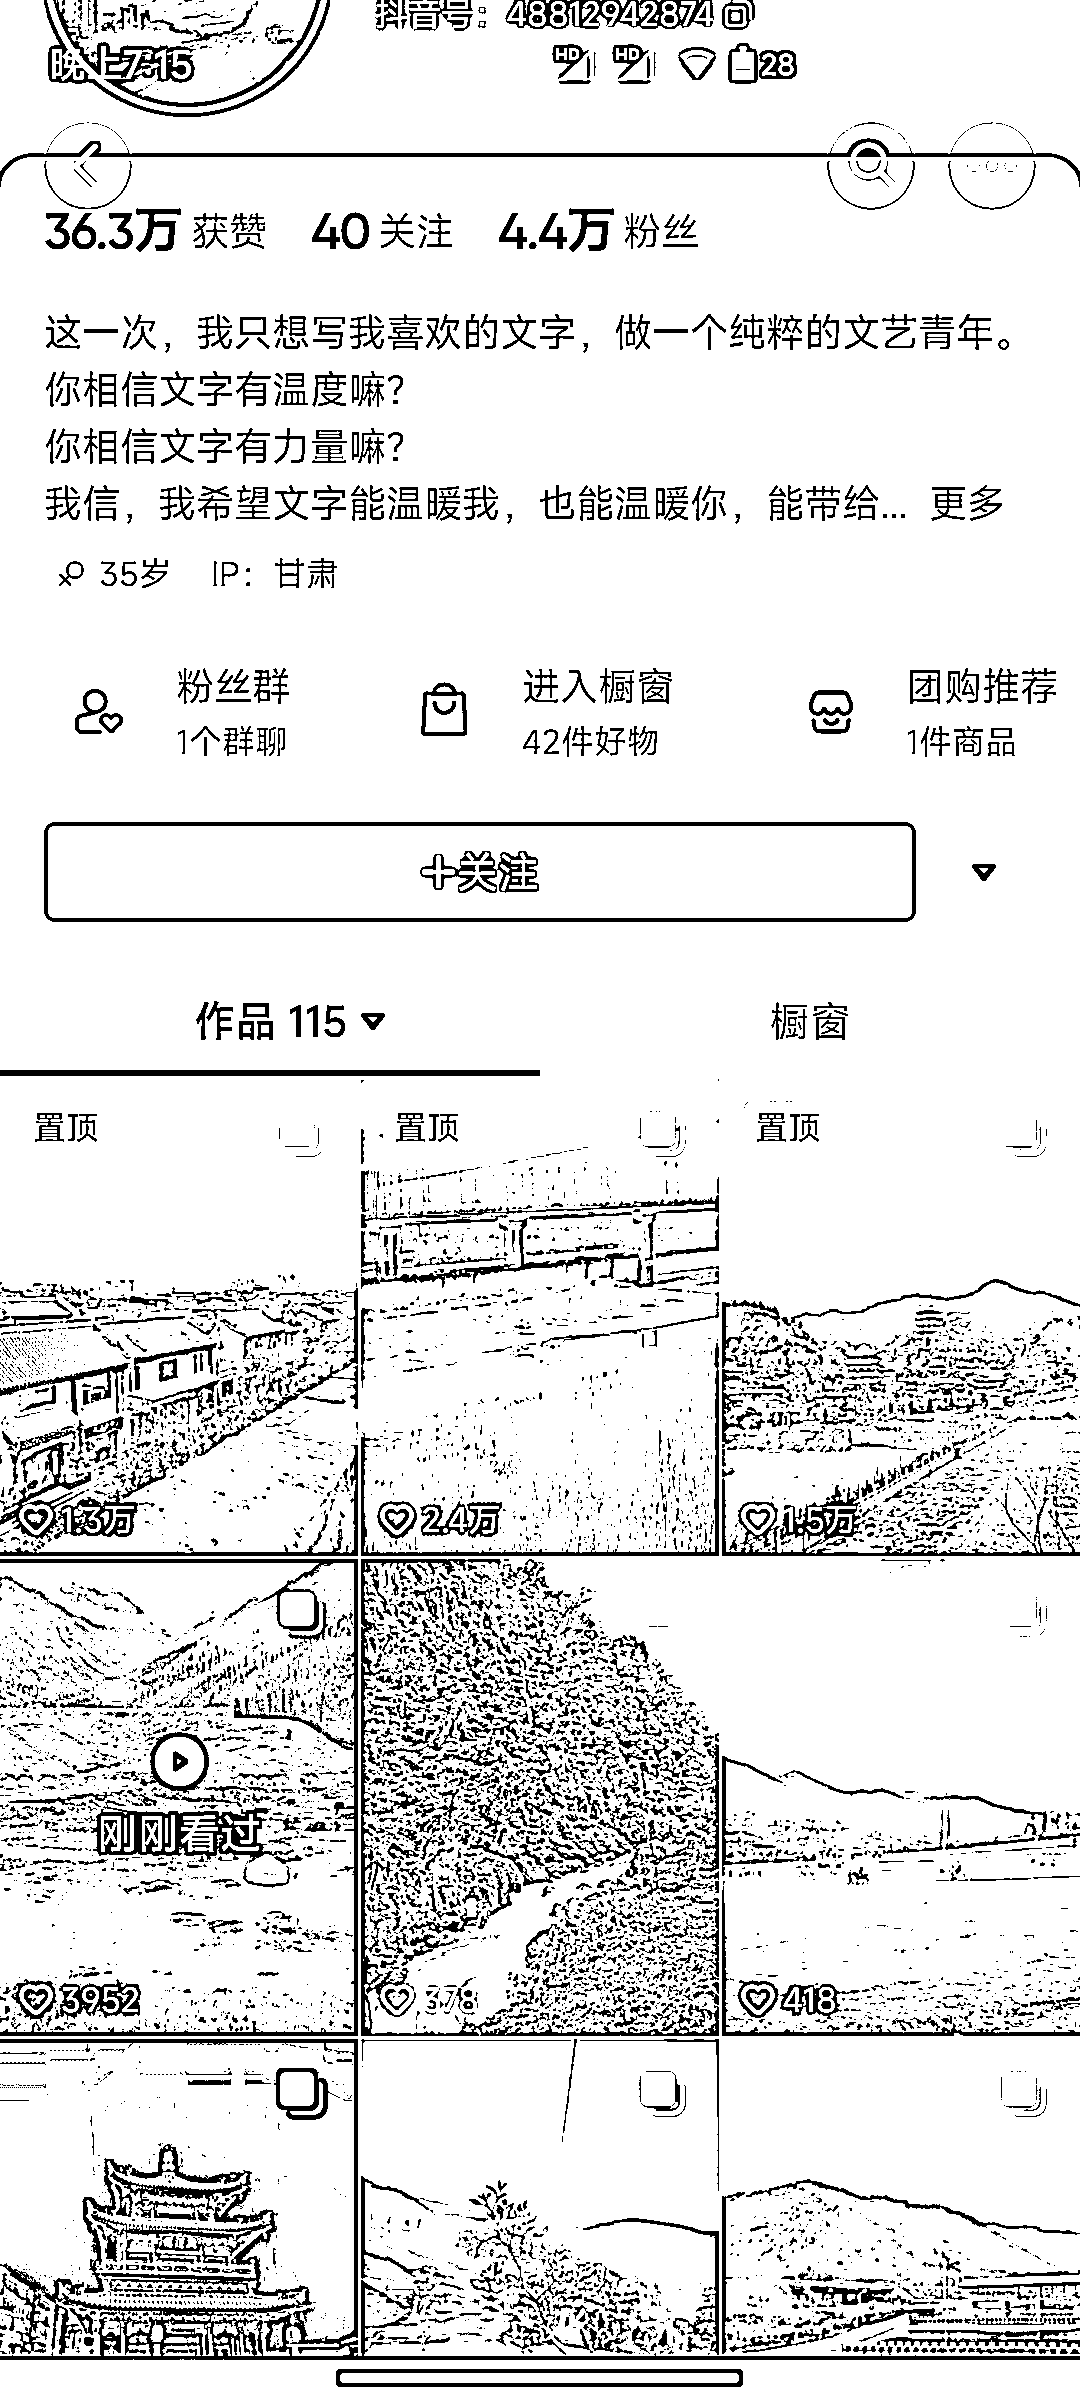 抖音号：48812942874
晚上7:15
HD HD 28
36.3万 获赞 40 关注 4.4万 粉丝
这一次，我只想写我喜欢的文字，做一个纯粹的文艺青年。
你相信文字有温度嘛？
你相信文字有力量嘛？
我信，我希望文字能温暖我，也能温暖你，能带给... 更多
35岁 IP：甘肃
粉丝群 进入橱窗 团购推荐
1个群聊 42件好物 1件商品
+关注
作品 115 橱窗
置顶 置顶 置顶
1.3万 2.4万 1.5万
刚刚看过
3952 378 418